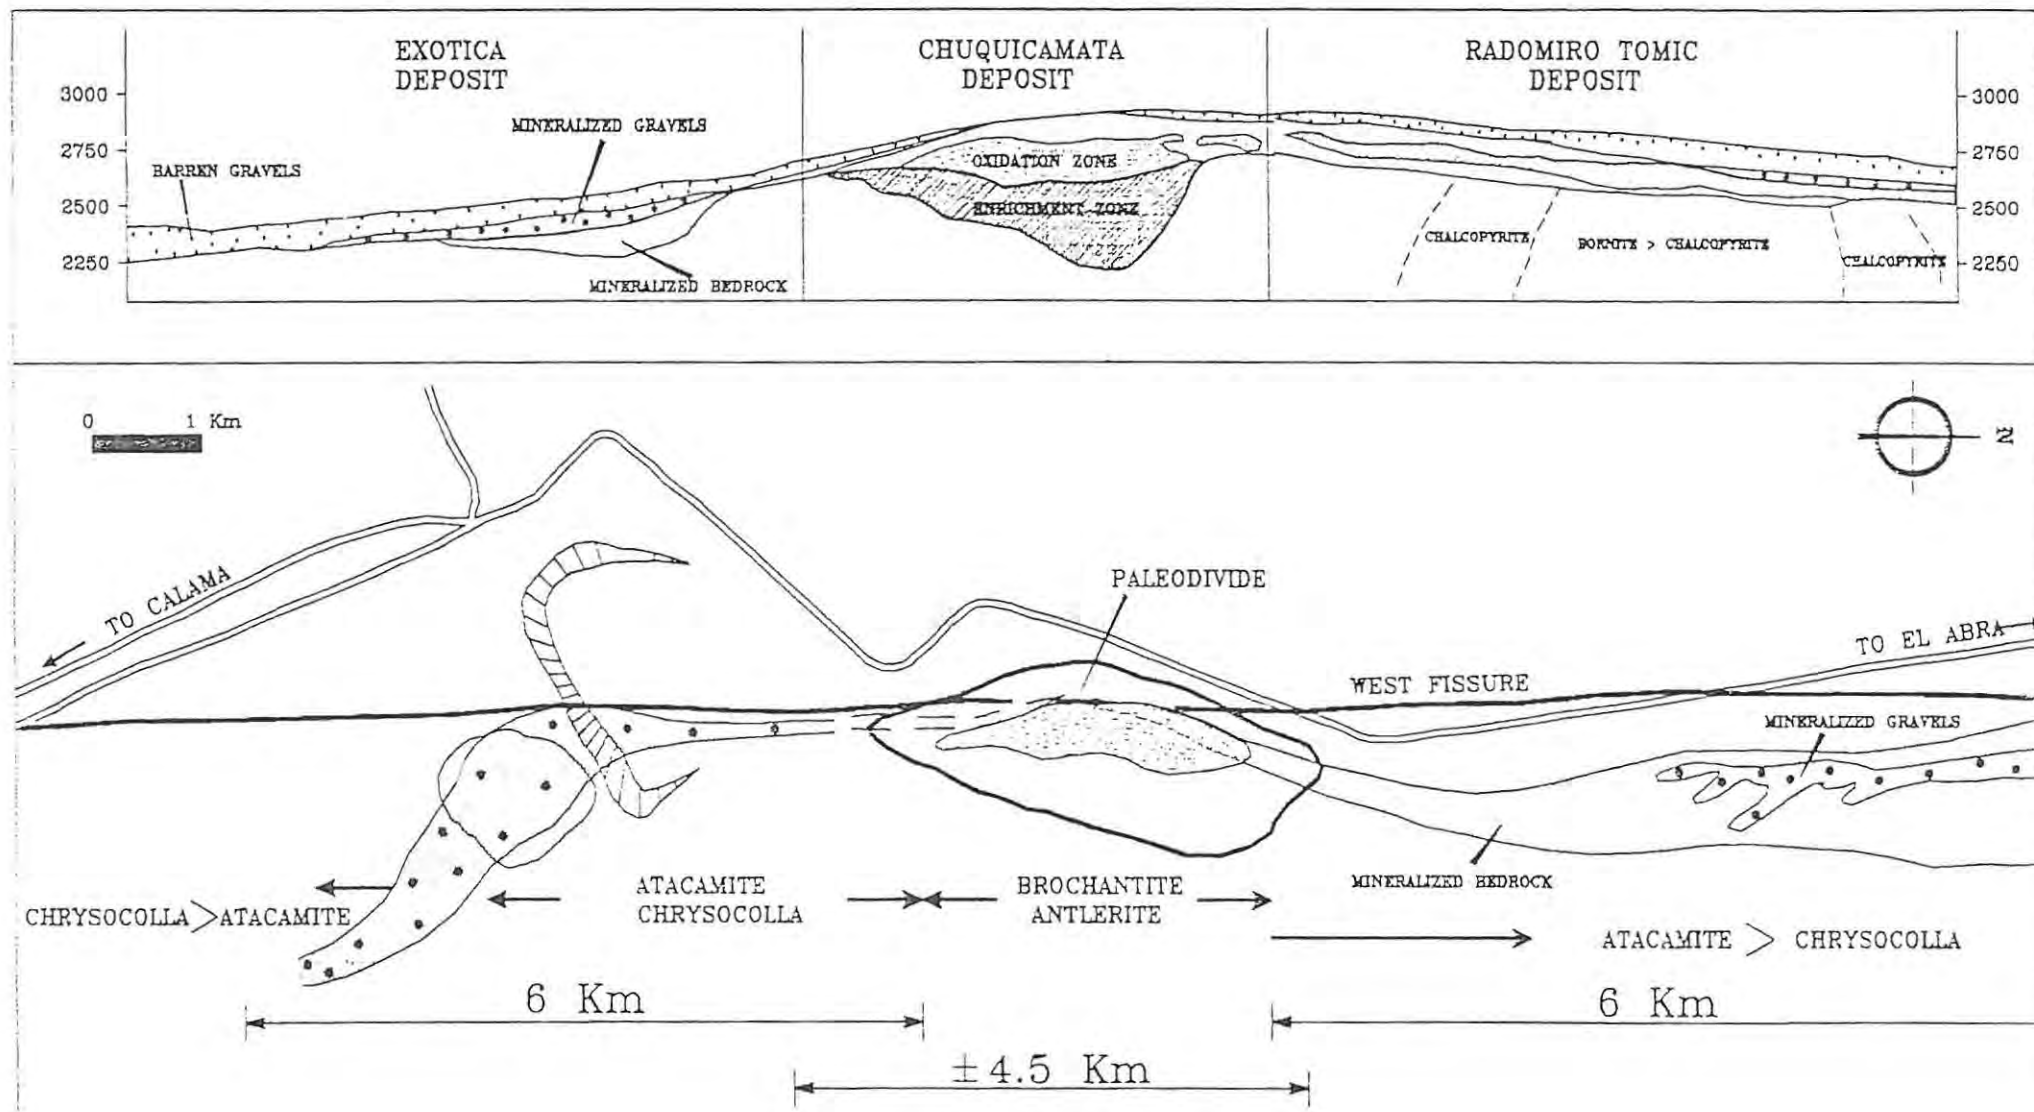 EXOTICA
DEPOSIT
CHUQUICAMATA
DEPOSIT
RADOMIRO TOMIC
DEPOSIT
3000
2750
2500
2250
3000
2750
2500
2250
BARREN GRAVELS
MINERALIZED GRAVELS
MINERALIZED BEDROCK
OXIDATION ZONE
ENRICHMENT ZONE
CHALCOPYRITE
BORNITE > CHALCOPYRITE
CHALCOPYRITE
0 1 Km
N
TO CALAMA
PALEODIVIDE
TO EL ABRA
WEST FISSURE
MINERALIZED GRAVELS
MINERALIZED BEDROCK
CHRYSOCOLLA > ATACAMITE
ATACAMITE
CHRYSOCOLLA
BROCHANTITE
ANTLERITE
ATACAMITE > CHRYSOCOLLA
6 Km
6 Km
±4.5 Km